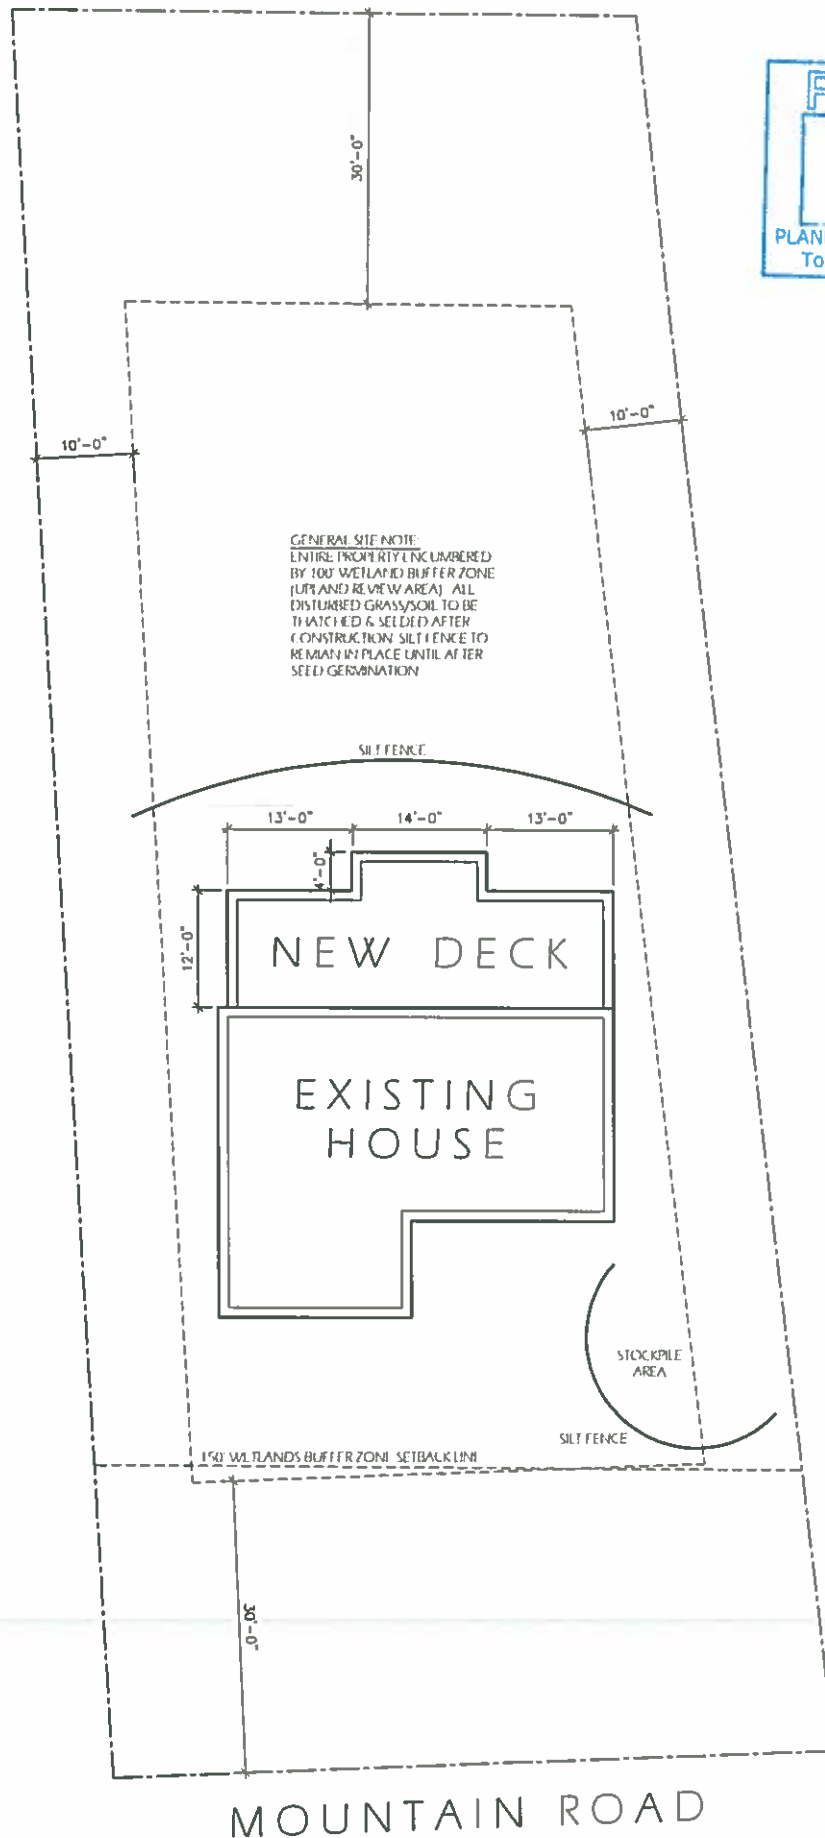 30'-0"
PLAN
To
10'-0"
10'-0"
GENERAL SITE NOTE:
ENTIRE PROPERTY ENCUMBERED
BY 100' WETLAND BUFFER ZONE
(UPLAND REVIEW AREA) ALL
DISTURBED GRASS/SOIL TO BE
THATCHED & SEEDED AFTER
CONSTRUCTION SILT FENCE TO
REMIAN IN PLACE UNTIL AFTER
SEED GERMINATION
SILT FENCE
13'-0" 14'-0" 13'-0"
4'-0"
12'-0"
NEW DECK
EXISTING
HOUSE
STOCKPILE
AREA
SILT FENCE
150' WETLANDS BUFFER ZONE SETBACK LINE
30'-0"
MOUNTAIN ROAD